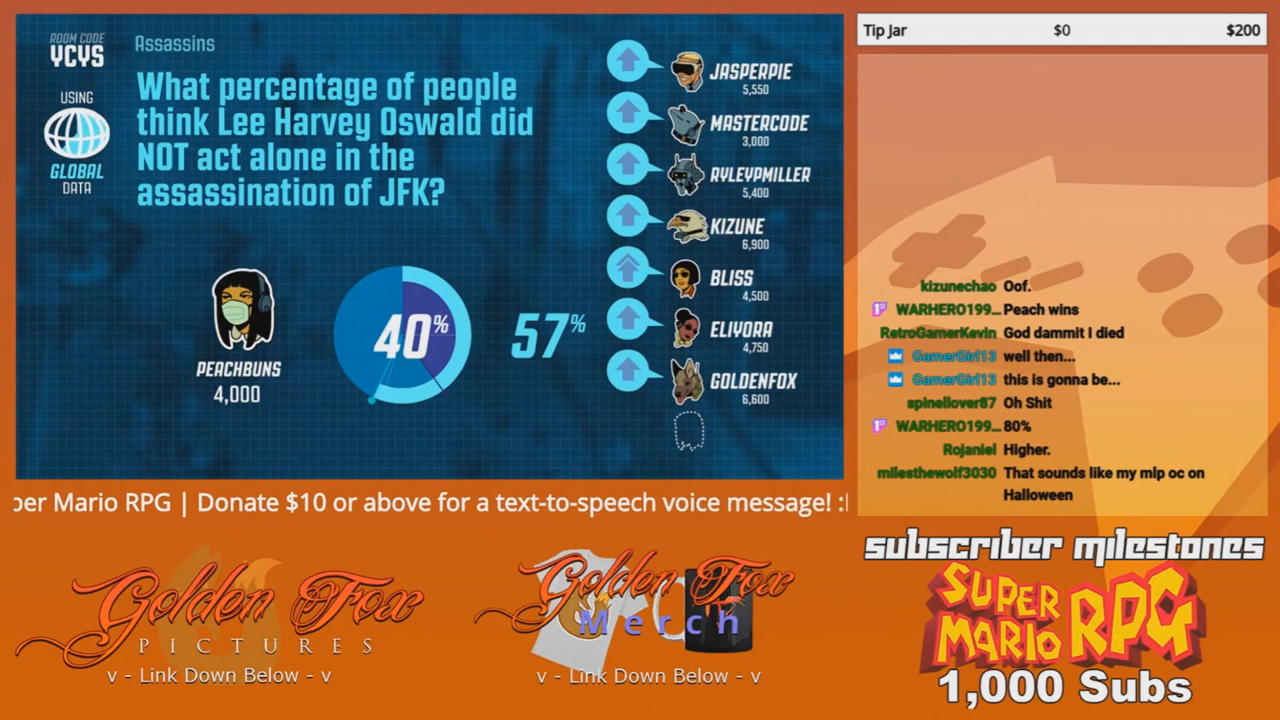 ROOM CODE
YCYS
USING
GLOBAL
DATA
Assassins
What percentage of people
think Lee Harvey Oswald did
NOT act alone in the
assassination of JFK?
PEACHBUNS
4,000
40%
57%
JASPERPIE
5,550
MASTERCODE
3,000
RYLEYPMILLER
5,400
KIZUNE
6,900
BLISS
4,500
ELIYORA
4,750
GOLDENFOX
6,600
Tip Jar $0 $200
kizunechao Oof.
WARHERO199... Peach wins
RetroGamerKevin God dammit I died
GamerGirl13 well then...
GamerGirl13 this is gonna be...
spinellover87 Oh Shit
WARHERO199... 80%
Rojaniel Higher.
milesthewolf3030 That sounds like my mlp oc on
Halloween
per Mario RPG | Donate $10 or above for a text-to-speech voice message! :
Golden Fox
PICTURES
v - Link Down Below - v
Golden Fox
Merch
v - Link Down Below - v
subscriber milestones
SUPER
MARIO RPG
1,000 Subs